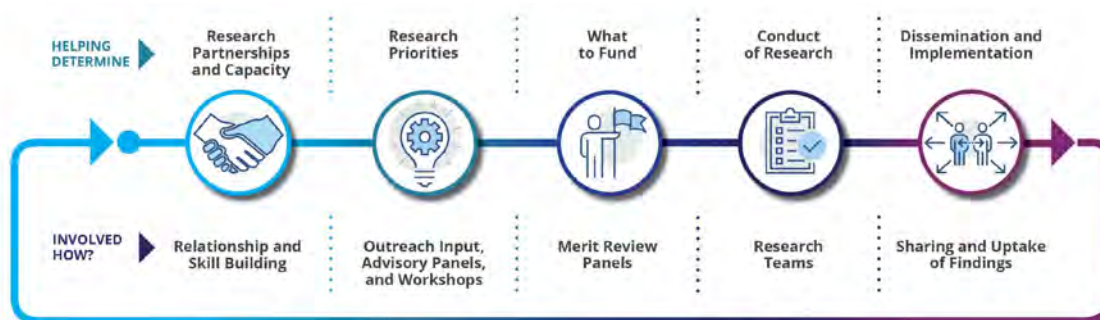 HELPING
DETERMINE
Research
Partnerships
and Capacity
Research
Priorities
What
to Fund
Conduct
of Research
Dissemination and
Implementation
INVOLVED
HOW?
Relationship and
Skill Building
Outreach Input,
Advisory Panels,
and Workshops
Merit Review
Panels
Research
Teams
Sharing and Uptake
of Findings